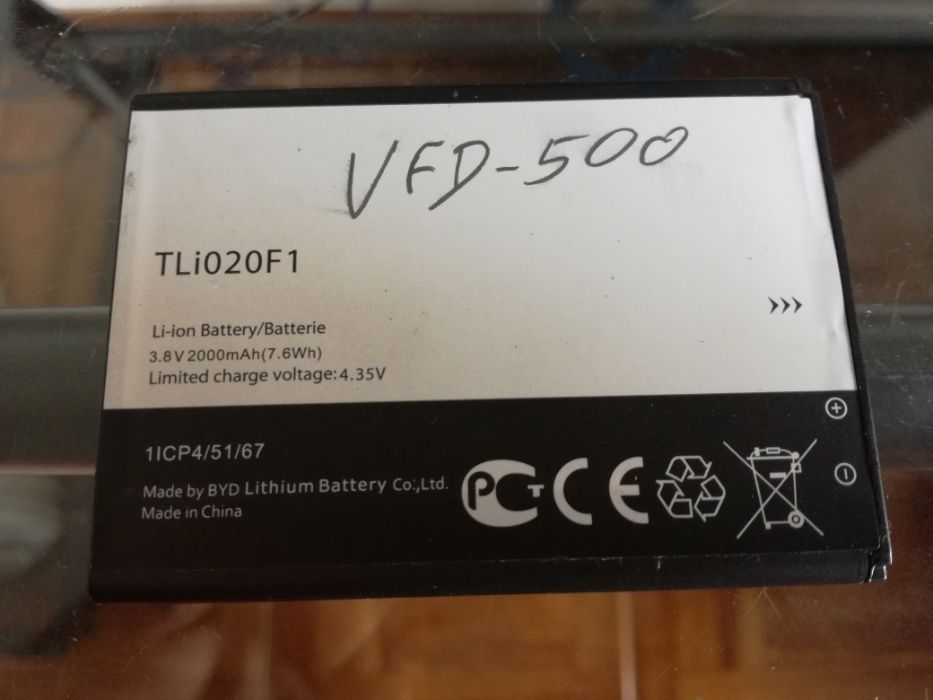 VFD-500
TLi020F1
Li-ion Battery/Batterie
3.8V 2000mAh(7.6Wh)
Limited charge voltage:4.35V
1ICP4/51/67
Made by BYD Lithium Battery Co.,Ltd.
Made in China